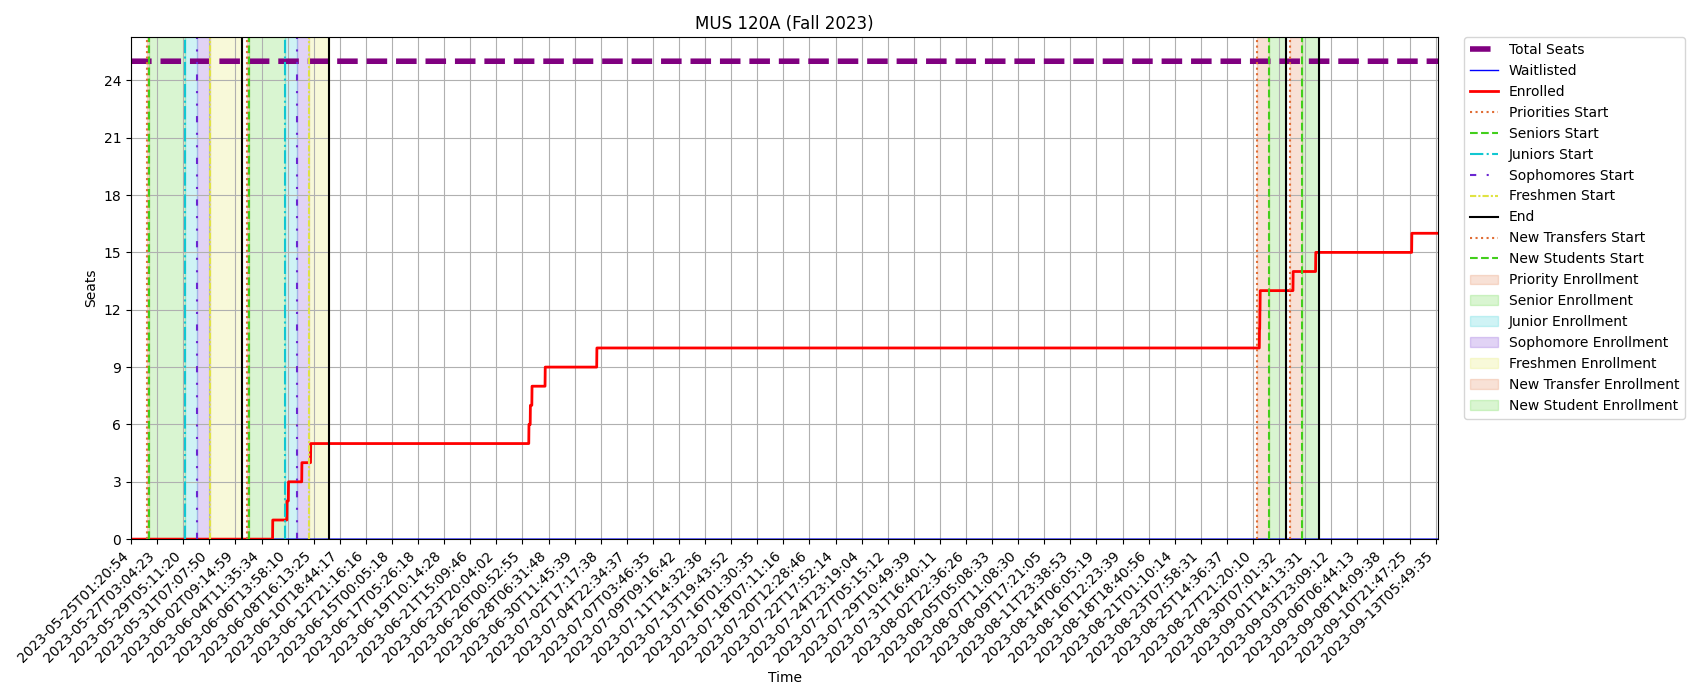 MUS 120A (Fall 2023)
Seats
24
21
18
15
12
9
6
3
0
2023-05-25T01:20:54
2023-05-27T03:04:23
2023-05-29T05:11:20
2023-05-31T07:07:50
2023-06-02T09:14:59
2023-06-04T11:35:34
2023-06-06T13:58:10
2023-06-08T16:13:25
2023-06-10T18:44:17
2023-06-12T21:16:16
2023-06-15T00:05:18
2023-06-17T05:26:18
2023-06-19T10:14:28
2023-06-21T15:09:46
2023-06-23T20:04:02
2023-06-26T00:52:55
2023-06-28T06:31:48
2023-06-30T11:45:39
2023-07-02T17:17:38
2023-07-04T22:34:37
2023-07-07T03:46:35
2023-07-09T09:16:42
2023-07-11T14:32:36
2023-07-13T19:43:52
2023-07-16T01:30:35
2023-07-18T07:11:16
2023-07-20T12:28:46
2023-07-22T17:52:14
2023-07-24T23:19:04
2023-07-27T05:15:12
2023-07-29T10:49:39
2023-07-31T16:40:11
2023-08-02T22:36:26
2023-08-05T05:08:33
2023-08-07T11:08:30
2023-08-09T17:21:05
2023-08-11T23:38:53
2023-08-14T06:05:19
2023-08-16T12:23:39
2023-08-18T18:40:56
2023-08-21T01:10:14
2023-08-23T07:58:31
2023-08-25T14:36:37
2023-08-27T21:20:10
2023-08-30T07:01:32
2023-09-01T14:13:31
2023-09-03T23:09:12
2023-09-06T06:44:13
2023-09-08T14:09:38
2023-09-10T21:47:25
2023-09-13T05:49:35
Time
Total Seats
Waitlisted
Enrolled
Priorities Start
Seniors Start
Juniors Start
Sophomores Start
Freshmen Start
End
New Transfers Start
New Students Start
Priority Enrollment
Senior Enrollment
Junior Enrollment
Sophomore Enrollment
Freshmen Enrollment
New Transfer Enrollment
New Student Enrollment